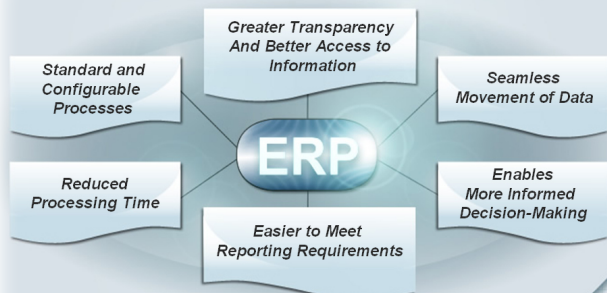 Greater Transparency
And Better Access to
Information
Standard and
Configurable
Processes
Seamless
Movement of Data
ERP
Reduced
Processing Time
Enables
More Informed
Decision-Making
Easier to Meet
Reporting Requirements